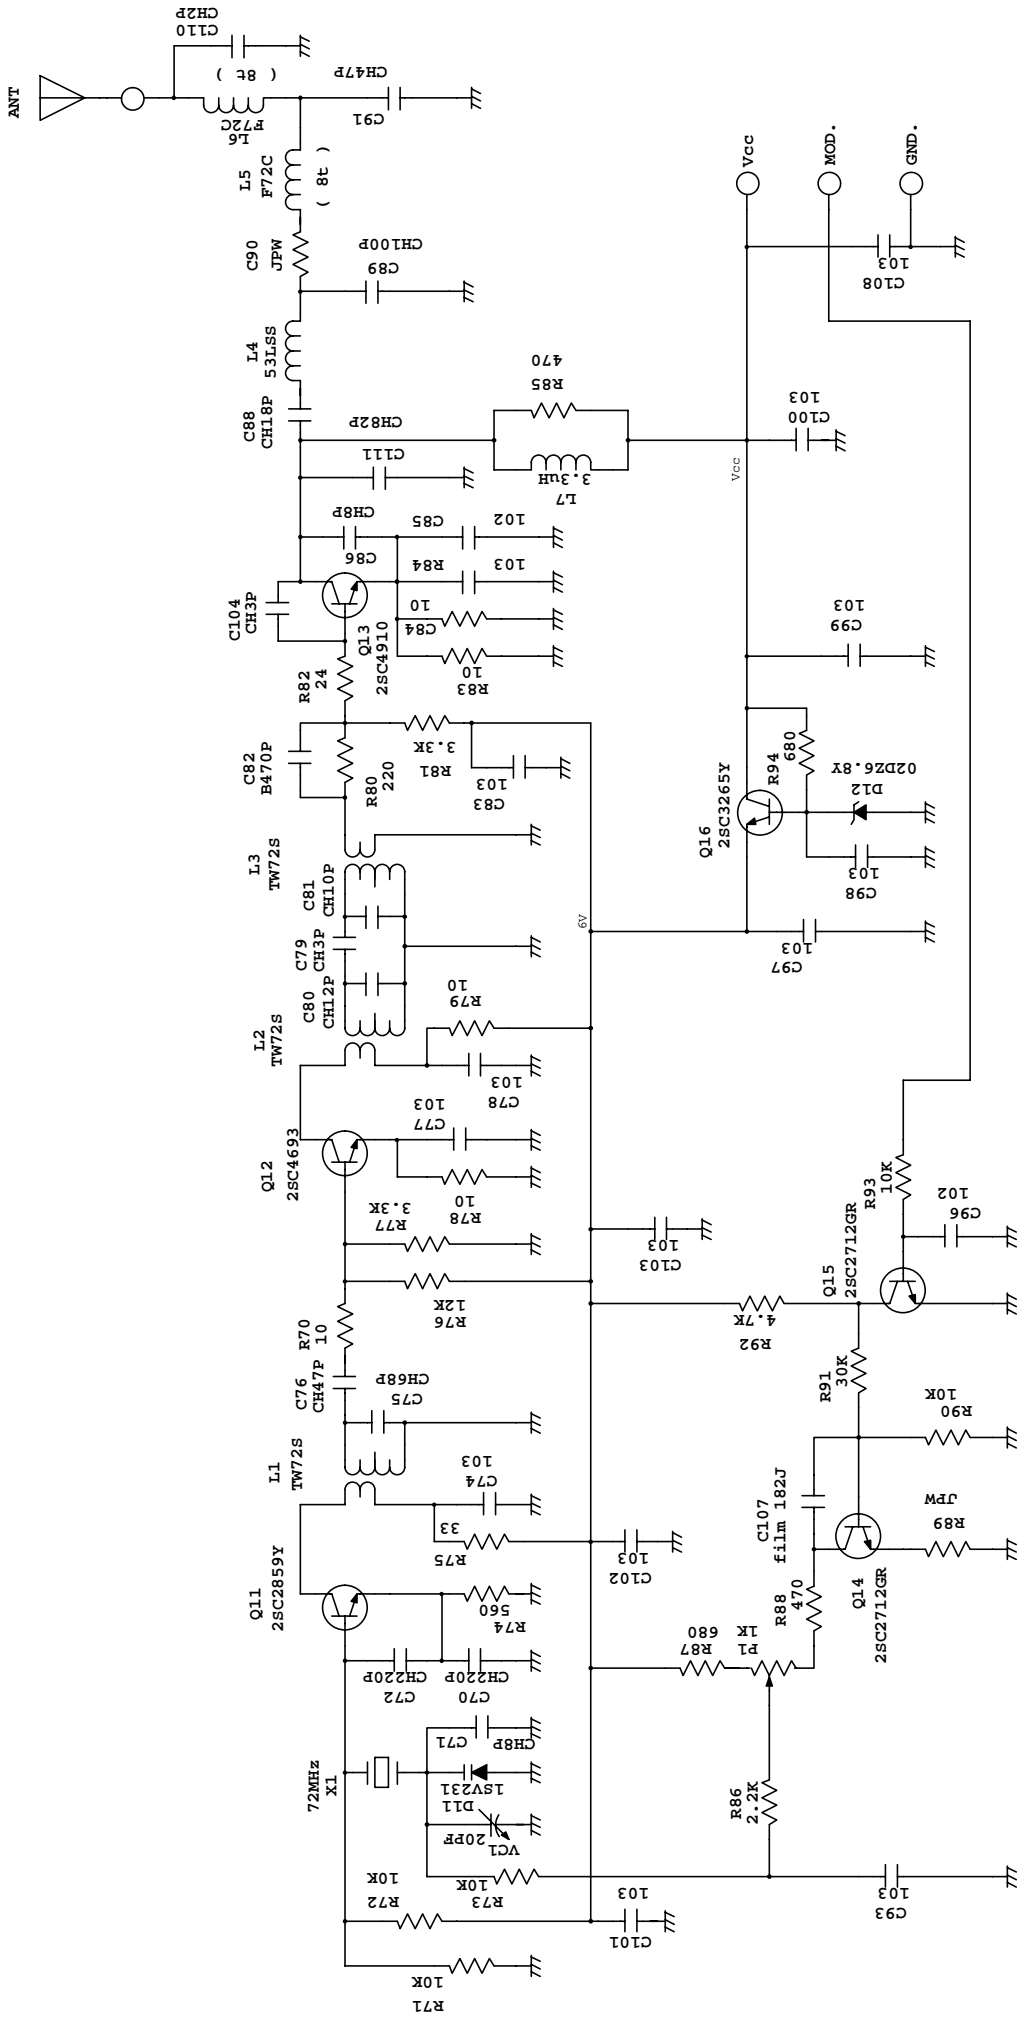 ANT
C110
CH2P
( 8t )
L6
F72C
C91
CH47P
L5
F72C
( 8t )
C90
JPW
C89
CH100P
L4
53LSS
C88
CH18P
CH82P
C111
R85
470
L7
3.3uH
Vcc
MOD.
GND.
103
C108
103
C100
Vcc
CH8P
C86
C85
102
R84
103
10
C84
10
R83
C104
CH3P
Q13
2SC4910
R82
24
C82
B470P
R80
220
3.3K
R81
103
C83
103
C99
R94
680
D12
02DZ6.8Y
Q16
2SC3265Y
103
C98
103
C97
6V
L3
TW72S
C81
CH10P
C79
CH3P
C80
CH12P
L2
TW72S
R79
10
103
C78
Q12
2SC4693
C77
103
R78
10
R77
3.3K
12K
R76
R70
10
C76
CH47P
C75
CH68P
L1
TW72S
C74
103
33
R75
Q11
2SC2859Y
560
R74
CH220P
C72
CH220P
C70
C71
CH8P
72MHz
X1
1SV231
D11
20PF
VC1
R73
10K
R72
10K
10K
R71
103
C101
103
C102
103
C103
R93
10K
C96
102
Q15
2SC2712GR
4.7K
R92
R91
30K
R90
10K
C107
film 182J
R89
JPW
Q14
2SC2712GR
R88
470
P1
1K
R87
680
R86
2.2K
103
C93